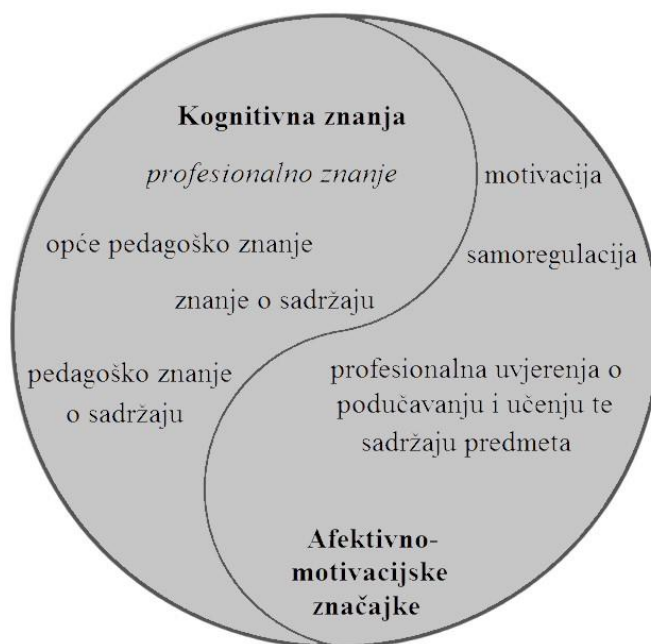 Kognitivna znanja
profesionalno znanje
opće pedagoško znanje
znanje o sadržaju
pedagoško znanje
o sadržaju
motivacija
samoregulacija
profesionalna uvjerenja o
podučavanju i učenju te
sadržaju predmeta
Afektivno-
motivacijske
značajke